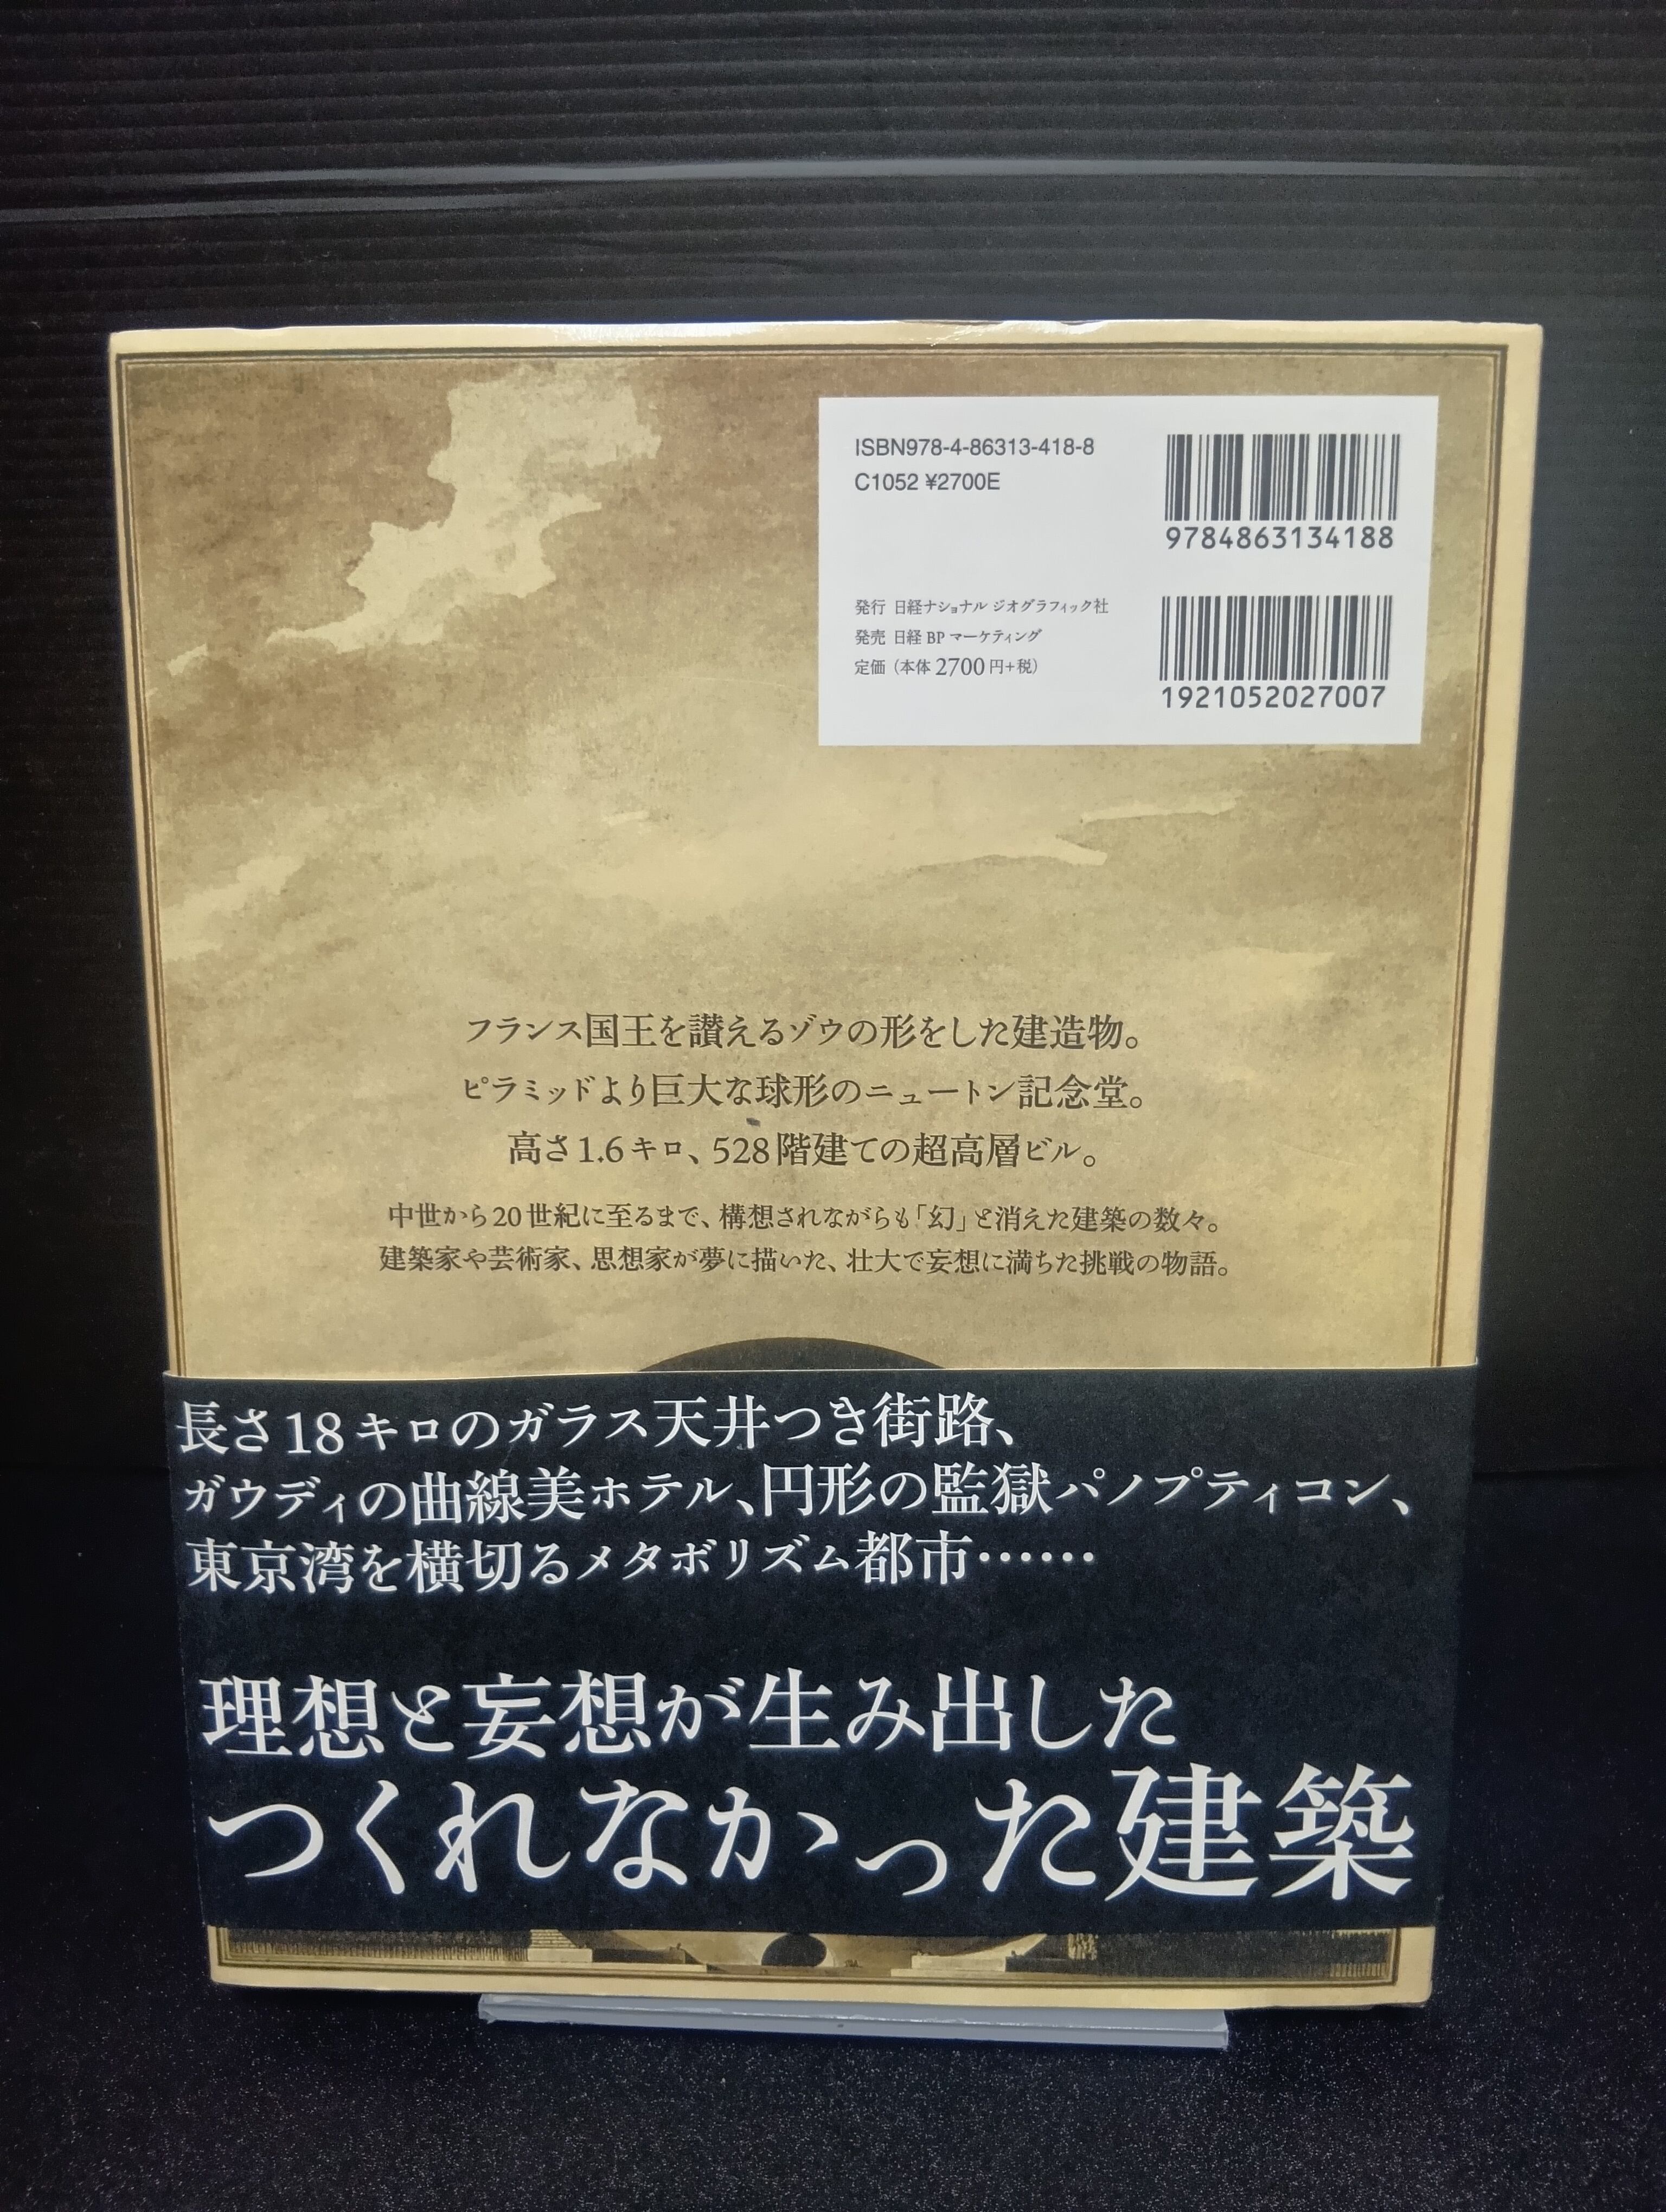 ISBN978-4-86313-418-8
C1052 ¥2700E
9784863134188
発行 日経ナショナル ジオグラフィック社
発売 日経BPマーケティング
定価(本体2700円+税)
1921052027007
フランス国王を讃えるゾウの形をした建造物。
ピラミッドより巨大な球形のニュートン記念堂。
高さ1.6キロ、528階建ての超高層ビル。
中世から20世紀に至るまで、構想されながらも「幻」と消えた建築の数々。
建築家や芸術家、思想家が夢に描いた、壮大で妄想に満ちた挑戦の物語。
長さ18キロのガラス天井つき街路、
ガウディの曲線美ホテル、円形の監獄パノプティコン、
東京湾を横切るメタボリズム都市……
理想と妄想が生み出した
つくれなかった建築